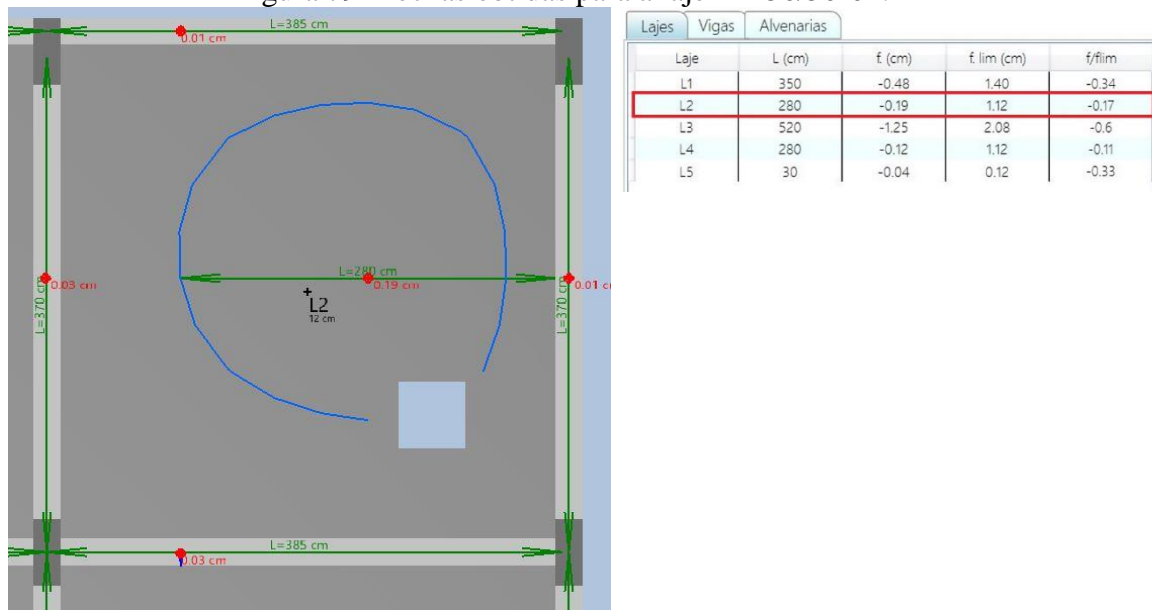 L=385 cm
0.01 cm
L=370 cm
0.03 cm
L=280 cm
0.19 cm
L2
12 cm
L=370 cm
0.01 c
L=385 cm
0.03 cm
Lajes Vigas Alvenarias
Laje L (cm) f. (cm) f. lim (cm) f/flim
L1 350 -0.48 1.40 -0.34
L2 280 -0.19 1.12 -0.17
L3 520 -1.25 2.08 -0.6
L4 280 -0.12 1.12 -0.11
L5 30 -0.04 0.12 -0.33